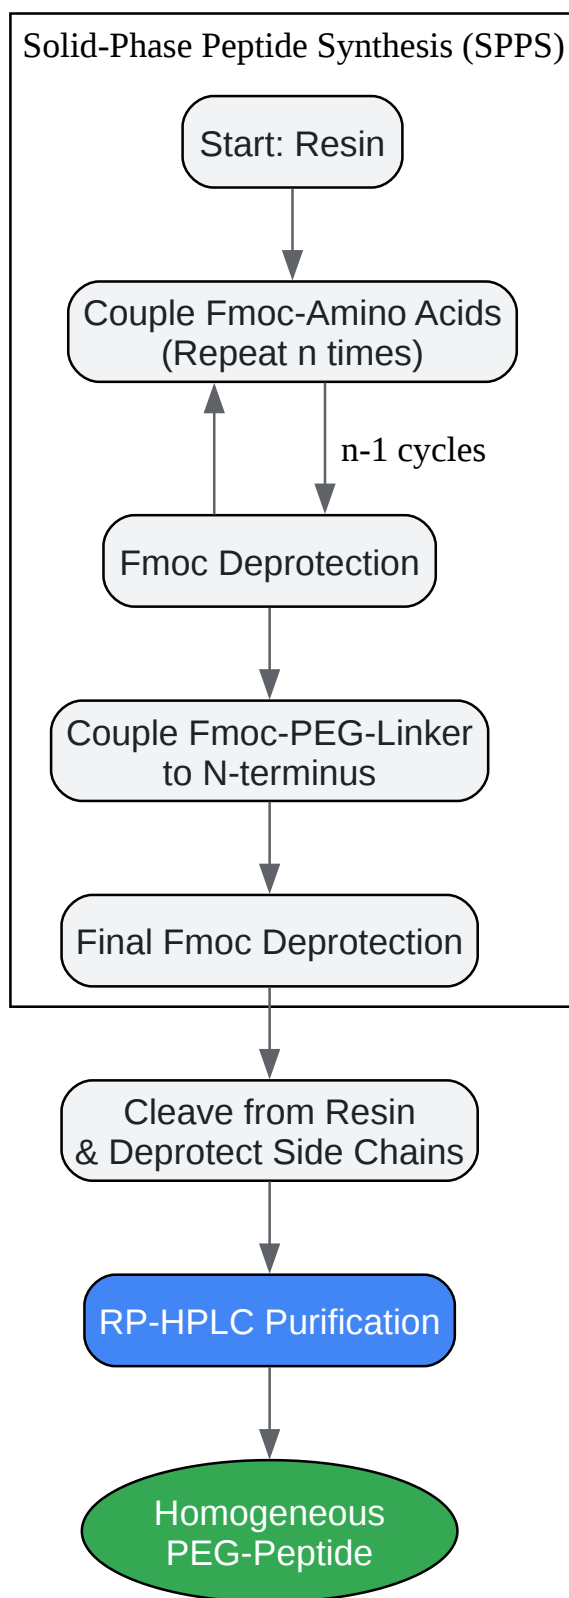 Solid-Phase Peptide Synthesis (SPPS)
Start: Resin
Couple Fmoc-Amino Acids
(Repeat n times)
n-1 cycles
Fmoc Deprotection
Couple Fmoc-PEG-Linker
to N-terminus
Final Fmoc Deprotection
Cleave from Resin
& Deprotect Side Chains
RP-HPLC Purification
Homogeneous
PEG-Peptide